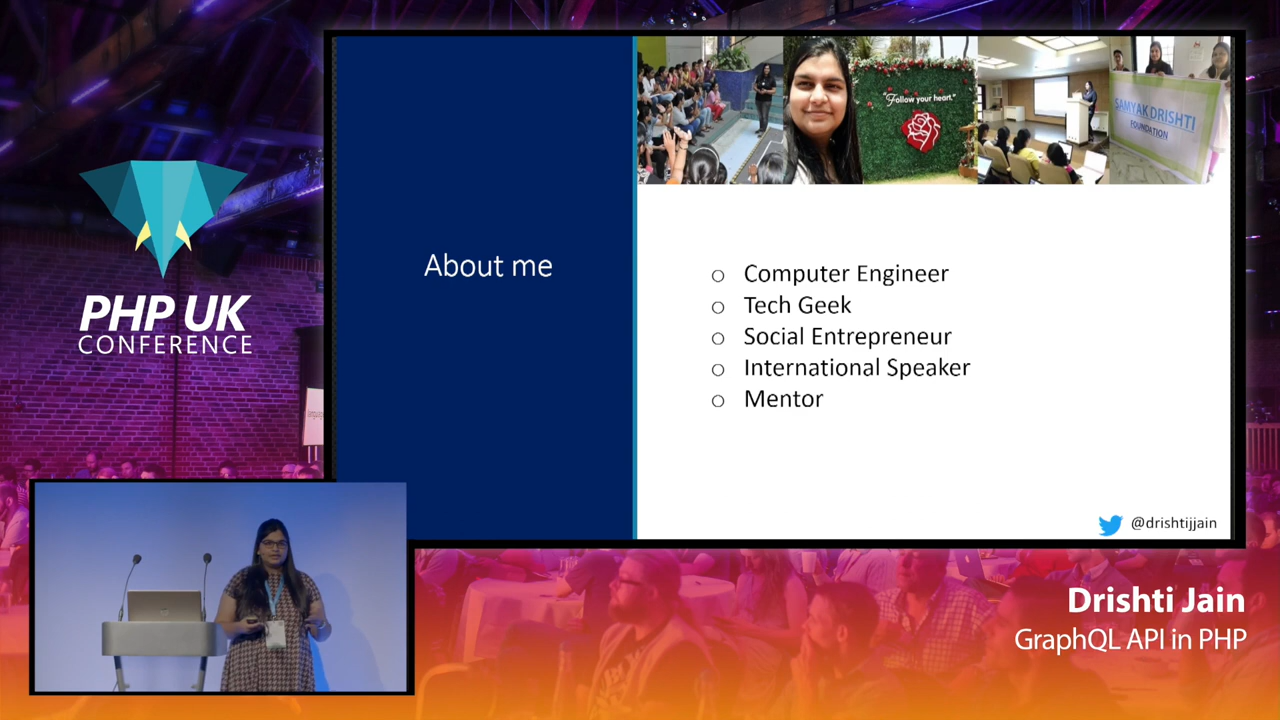 PHP UK
CONFERENCE
"Follow your heart."
SAMYAK DRISHTI
FOUNDATION
About me
Computer Engineer
Tech Geek
Social Entrepreneur
International Speaker
Mentor
@drishtijjain
Drishti Jain
GraphQL API in PHP